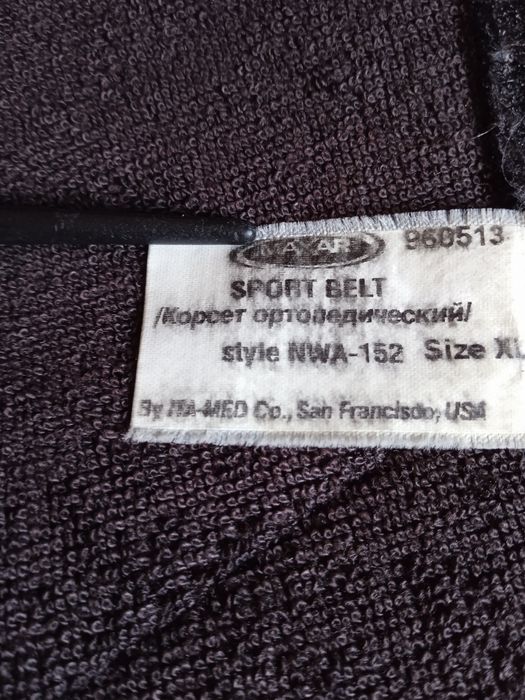 960513
SPORT BELT
/Корсет ортопедический/
style NWA-152 Size XL
By ITA-MED Co., San Francisco, USA